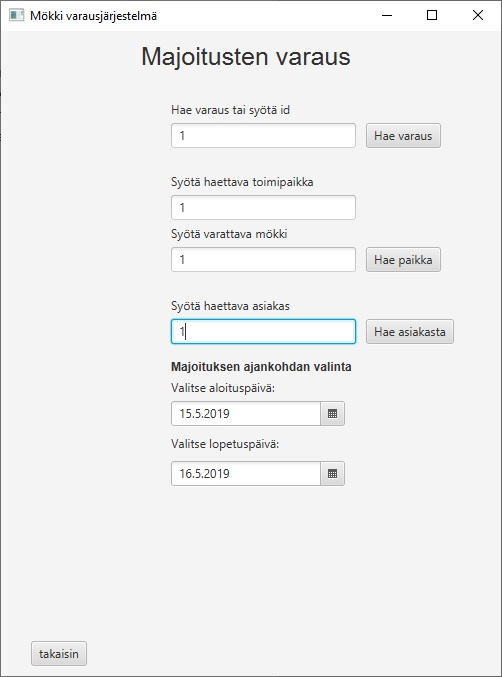 Mökki varausjärjestelmä
Majoitusten varaus
Hae varaus tai syötä id
1
Hae varaus
Syötä haettava toimipaikka
1
Syötä varattava mökki
1
Hae paikka
Syötä haettava asiakas
1
Hae asiakasta
Majoituksen ajankohdan valinta
Valitse aloituspäivä:
15.5.2019
Valitse lopetuspäivä:
16.5.2019
takaisin